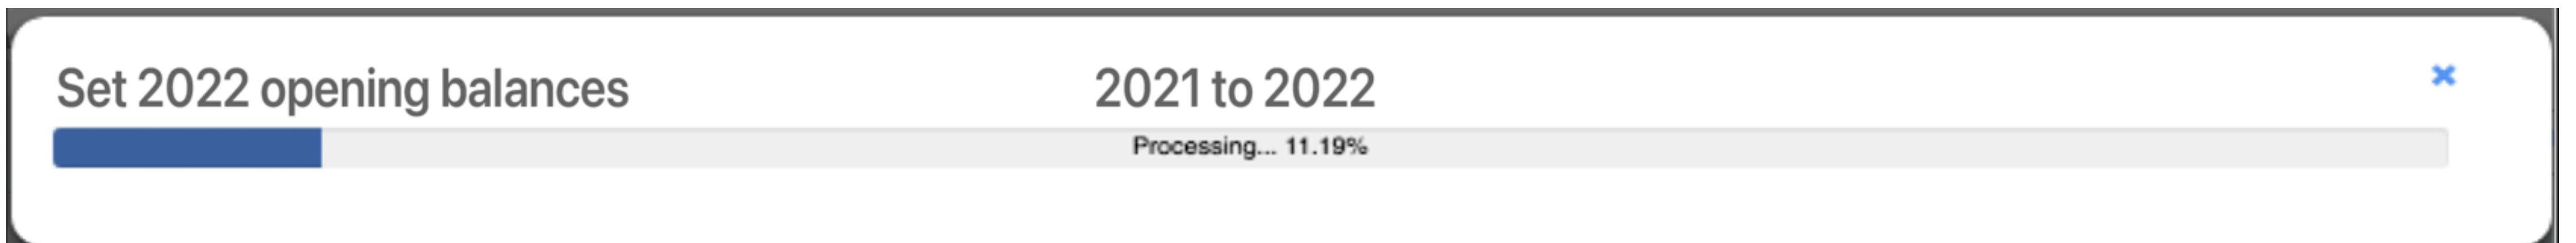 Set 2022 opening balances 2021 to 2022
Processing... 11.19%